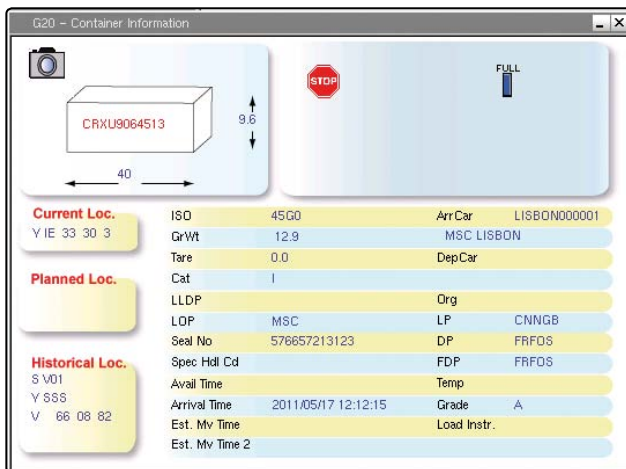 G20 - Container Information
STOP
FULL
CRXU9064513
9.6
40
Current Loc.
Y IE 33 30 3
Planned Loc.
Historical Loc.
S V01
Y SSS
V 66 08 82
ISO 45G0 ArrCar LISBON000001
GrWt 12.9 MSC LISBON
Tare 0.0 DepCar
Cat I
LLDP Org
LOP MSC LP CNNGB
Seal No 576657213123 DP FRFOS
Spec Hdl Cd FDP FRFOS
Avail Time Temp
Arrival Time 2011/05/17 12:12:15 Grade A
Est. Mv Time Load Instr.
Est. Mv Time 2